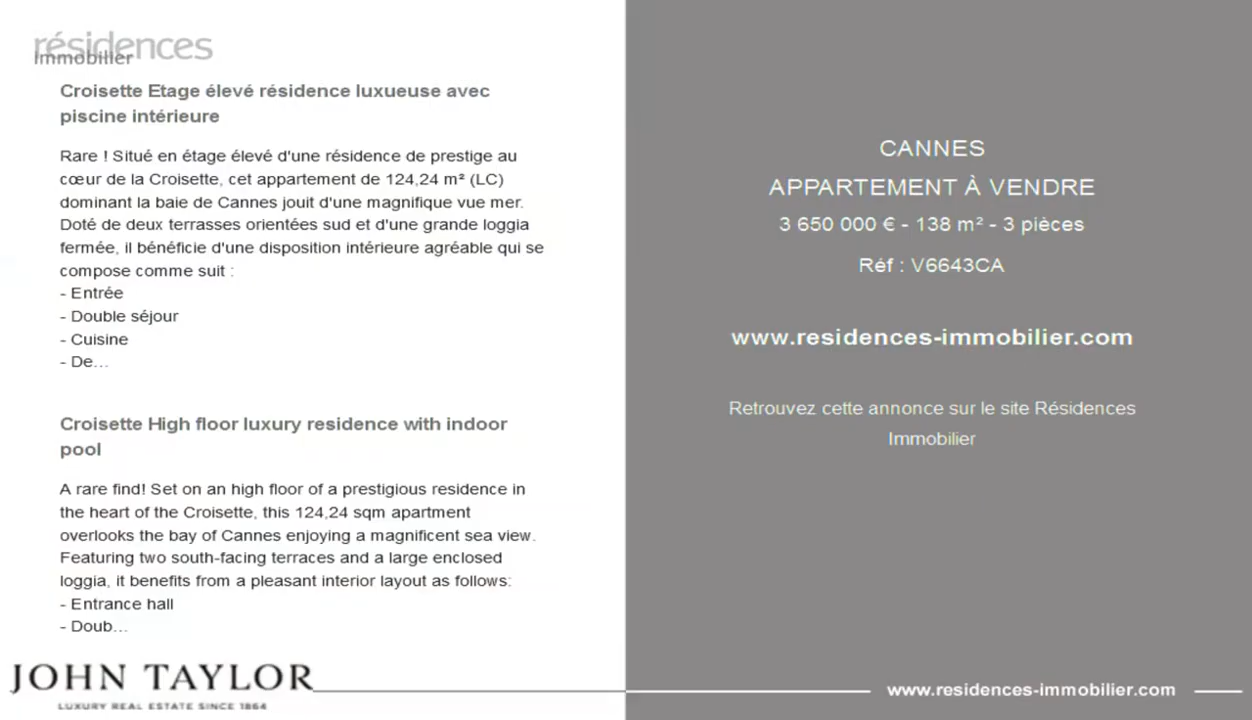 résidences
Immobilier
Croisette Etage élevé résidence luxueuse avec
piscine intérieure
Rare ! Situé en étage élevé d'une résidence de prestige au
cœur de la Croisette, cet appartement de 124,24 m² (LC)
dominant la baie de Cannes jouit d'une magnifique vue mer.
Doté de deux terrasses orientées sud et d'une grande loggia
fermée, il bénéficie d'une disposition intérieure agréable qui se
compose comme suit :
- Entrée
- Double séjour
- Cuisine
- De...
Croisette High floor luxury residence with indoor
pool
A rare find! Set on an high floor of a prestigious residence in
the heart of the Croisette, this 124,24 sqm apartment
overlooks the bay of Cannes enjoying a magnificent sea view.
Featuring two south-facing terraces and a large enclosed
loggia, it benefits from a pleasant interior layout as follows:
- Entrance hall
- Doub...
JOHN TAYLOR
LUXURY REAL ESTATE SINCE 1864
CANNES
APPARTEMENT À VENDRE
3 650 000 € - 138 m² - 3 pièces
Réf : V6643CA
www.residences-immobilier.com
Retrouvez cette annonce sur le site Résidences
Immobilier
www.residences-immobilier.com